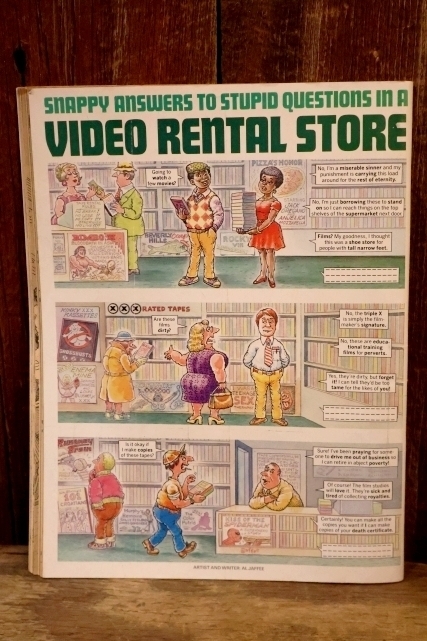 SNAPPY ANSWERS TO STUPID QUESTIONS IN A
VIDEO RENTAL STORE
Going to
watch a
few movies?
PIZZA'S HONOR
No, I'm a miserable sinner and my
punishment is carrying this load
around for the rest of eternity.
No, I'm just borrowing these to stand
on so I can reach things on the top
shelves of the supermarket next door.
Films? My goodness, I thought
this was a shoe store for
people with tall narrow feet.
BEVERLY
HILLS
XXX RATED TAPES
Are these
films
dirty?
No, the triple X
is simply the film-
maker's signature.
No, these are educa-
tional training
films for perverts.
Yes, they're dirty, but forget
it! I can tell they'd be too
tame for the likes of you!
Is it okay if
I make copies
of these tapes?
Sure! I've been praying for some
one to drive me out of business so
I can retire in abject poverty!
Of course! The film studios
will love it. They're sick and
tired of collecting royalties.
Certainly! You can make all the
copies you want if I can make
copies of your death certificate.
ARTIST AND WRITER: AL JAFFEE